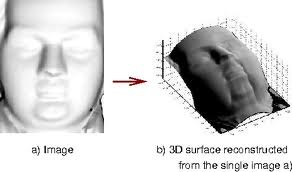 a) Image
b) 3D surface reconstructed
from the single image a)